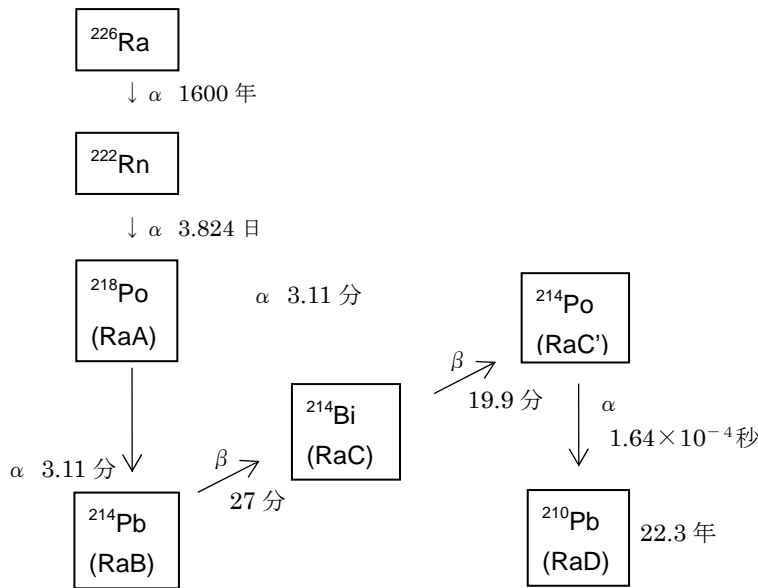 ²²⁶Ra
↓ α 1600 年
²²²Rn
↓ α 3.824 日
²¹⁸Po
(RaA)
α 3.11 分
²¹⁴Po
(RaC')
β
19.9 分
α
1.64×10⁻⁴秒
²¹⁴Bi
(RaC)
α 3.11 分
β
27 分
²¹⁴Pb
(RaB)
²¹⁰Pb
(RaD)
22.3 年